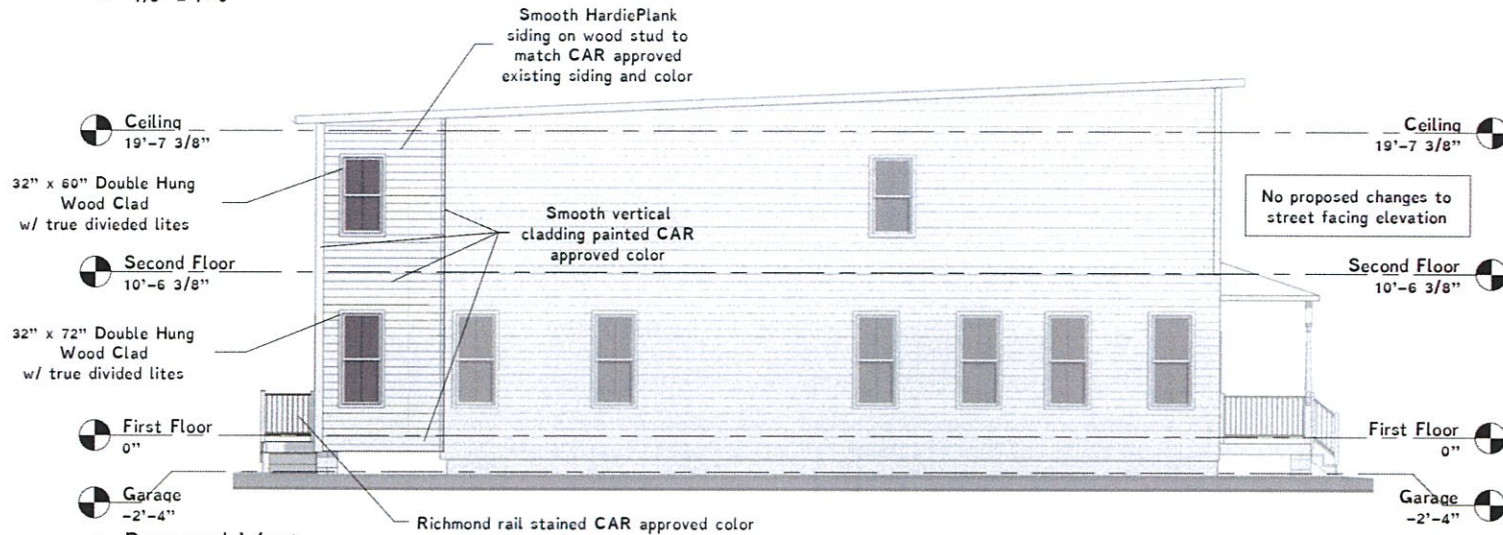 Smooth HardiePlank
siding on wood stud to
match CAR approved
existing siding and color
Ceiling
19'-7 3/8"
Ceiling
19'-7 3/8"
32" x 60" Double Hung
Wood Clad
w/ true divieded lites
No proposed changes to
street facing elevation
Smooth vertical
cladding painted CAR
approved color
Second Floor
10'-6 3/8"
Second Floor
10'-6 3/8"
32" x 72" Double Hung
Wood Clad
w/ true divided lites
First Floor
0"
First Floor
0"
Garage
-2'-4"
Garage
-2'-4"
Richmond rail stained CAR approved color